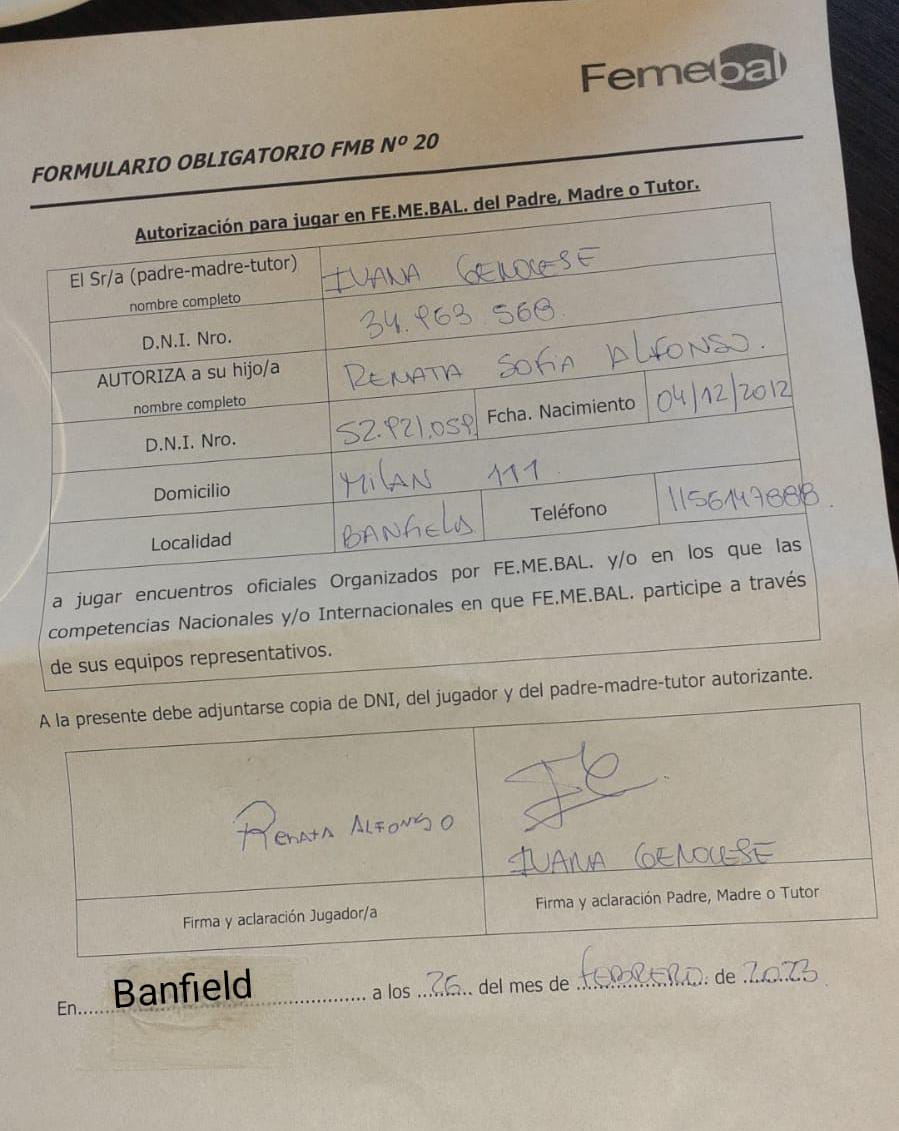 Femebal
FORMULARIO OBLIGATORIO FMB Nº 20
Autorización para jugar en FE.ME.BAL. del Padre, Madre o Tutor.
El Sr/a (padre-madre-tutor)
nombre completo
IVANA GENOVESE
D.N.I. Nro.
34.963.568
AUTORIZA a su hijo/a
nombre completo
RENATA SOFIA ALFONSO.
D.N.I. Nro.
52.921.059
Fcha. Nacimiento
04/12/2012
Domicilio
MILAN 111
Localidad
BANFIELD
Teléfono
a jugar encuentros oficiales Organizados por FE.ME.BAL. y/o en los que las
competencias Nacionales y/o Internacionales en que FE.ME.BAL. participe a través
de sus equipos representativos.
A la presente debe adjuntarse copia de DNI, del jugador y del padre-madre-tutor autorizante.
RENATA ALFONSO
IVANA GENOVESE
Firma y aclaración Jugador/a
Firma y aclaración Padre, Madre o Tutor
En..... Banfield .................... a los ..26.. del mes de FEBRERO de 2023